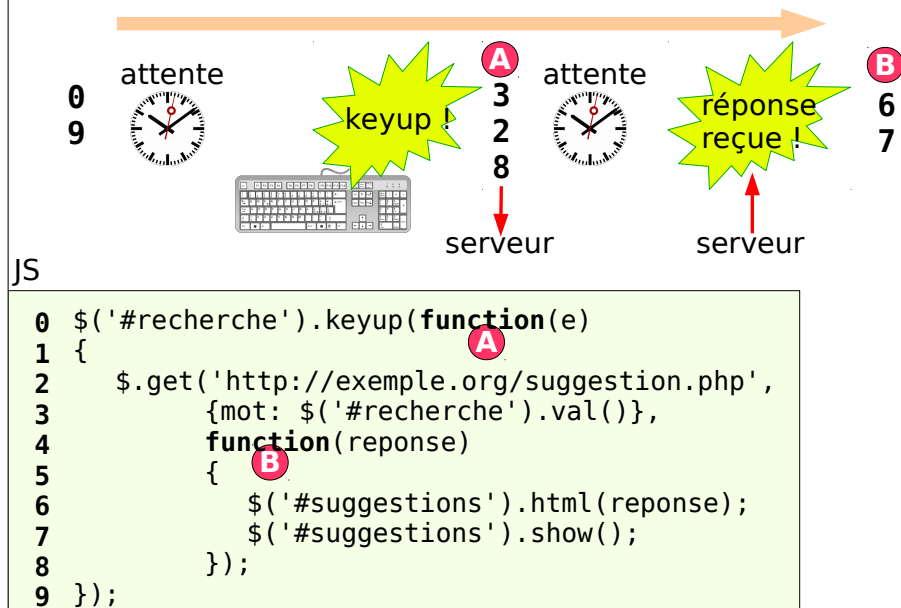 A
B
attente
attente
0
9
keyup !
3
2
8
réponse
reçue !
6
7
serveur
serveur
JS
0 $('#recherche').keyup(function(e)
A
1 {
2 $.get('http://exemple.org/suggestion.php',
3 {mot: $('#recherche').val()},
4 function(reponse)
B
5 {
6 $('#suggestions').html(reponse);
7 $('#suggestions').show();
8 });
9 });